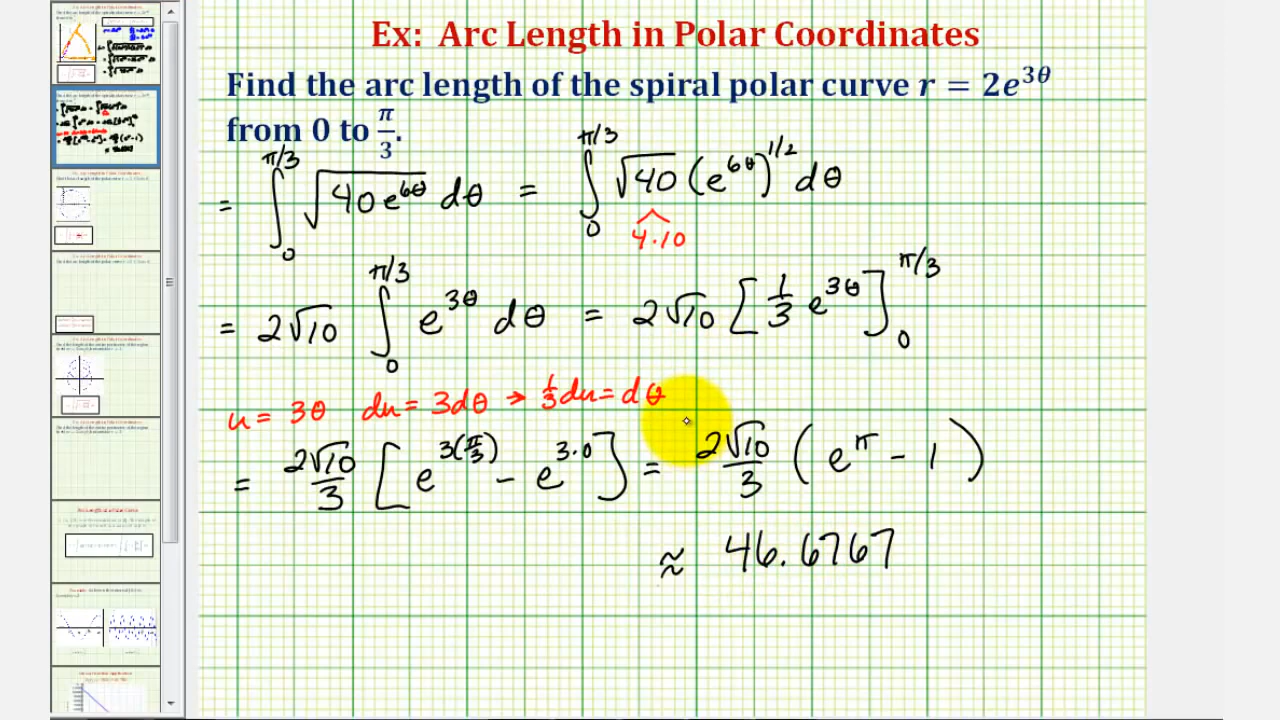 Ex: Arc Length in Polar Coordinates
Find the arc length of the spiral polar curve r = 2e^{3θ}
from 0 to π/3.
= ∫_0^{π/3} √(40e^{6θ}) dθ = ∫_0^{π/3} √40 (e^{6θ})^{1/2} dθ
4·10
= 2√10 ∫_0^{π/3} e^{3θ} dθ = 2√10 [1/3 e^{3θ}]_0^{π/3}
u = 3θ du = 3dθ → 1/3 du = dθ
= 2√10/3 [e^{3(π/3)} - e^{3·0}] = 2√10/3 (e^π - 1)
≈ 46.6767